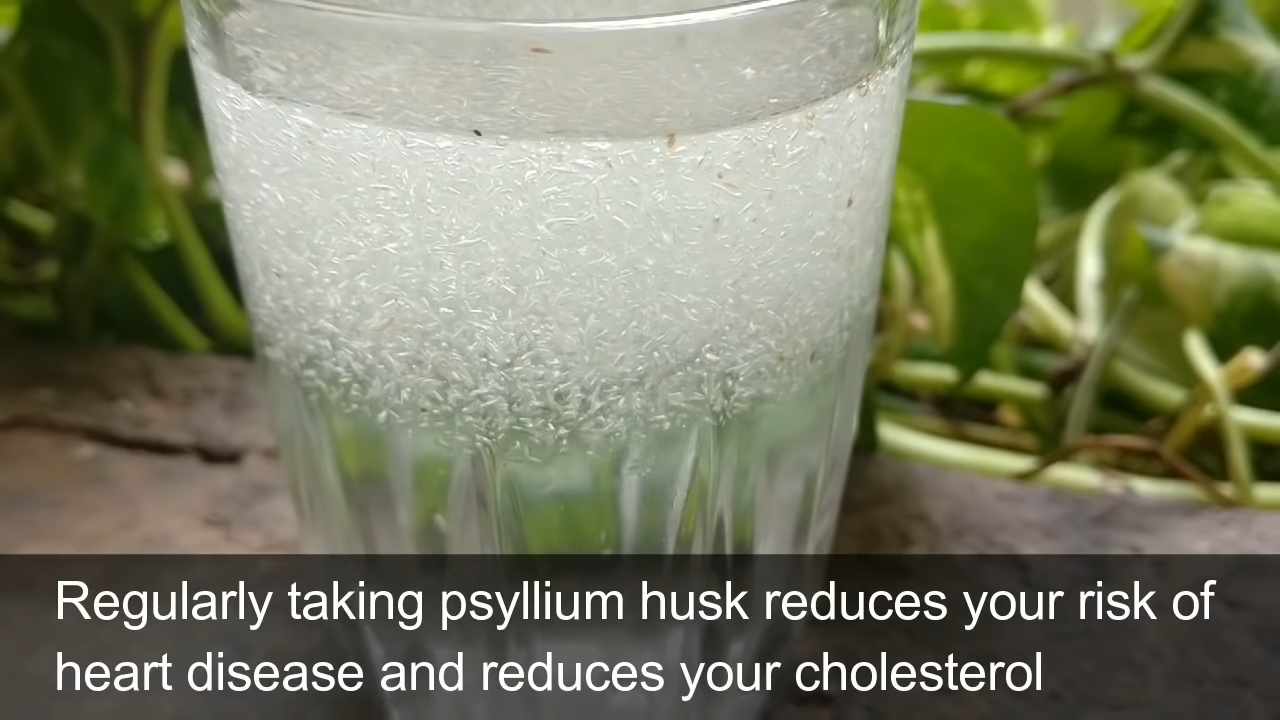 Regularly taking psyllium husk reduces your risk of
heart disease and reduces your cholesterol